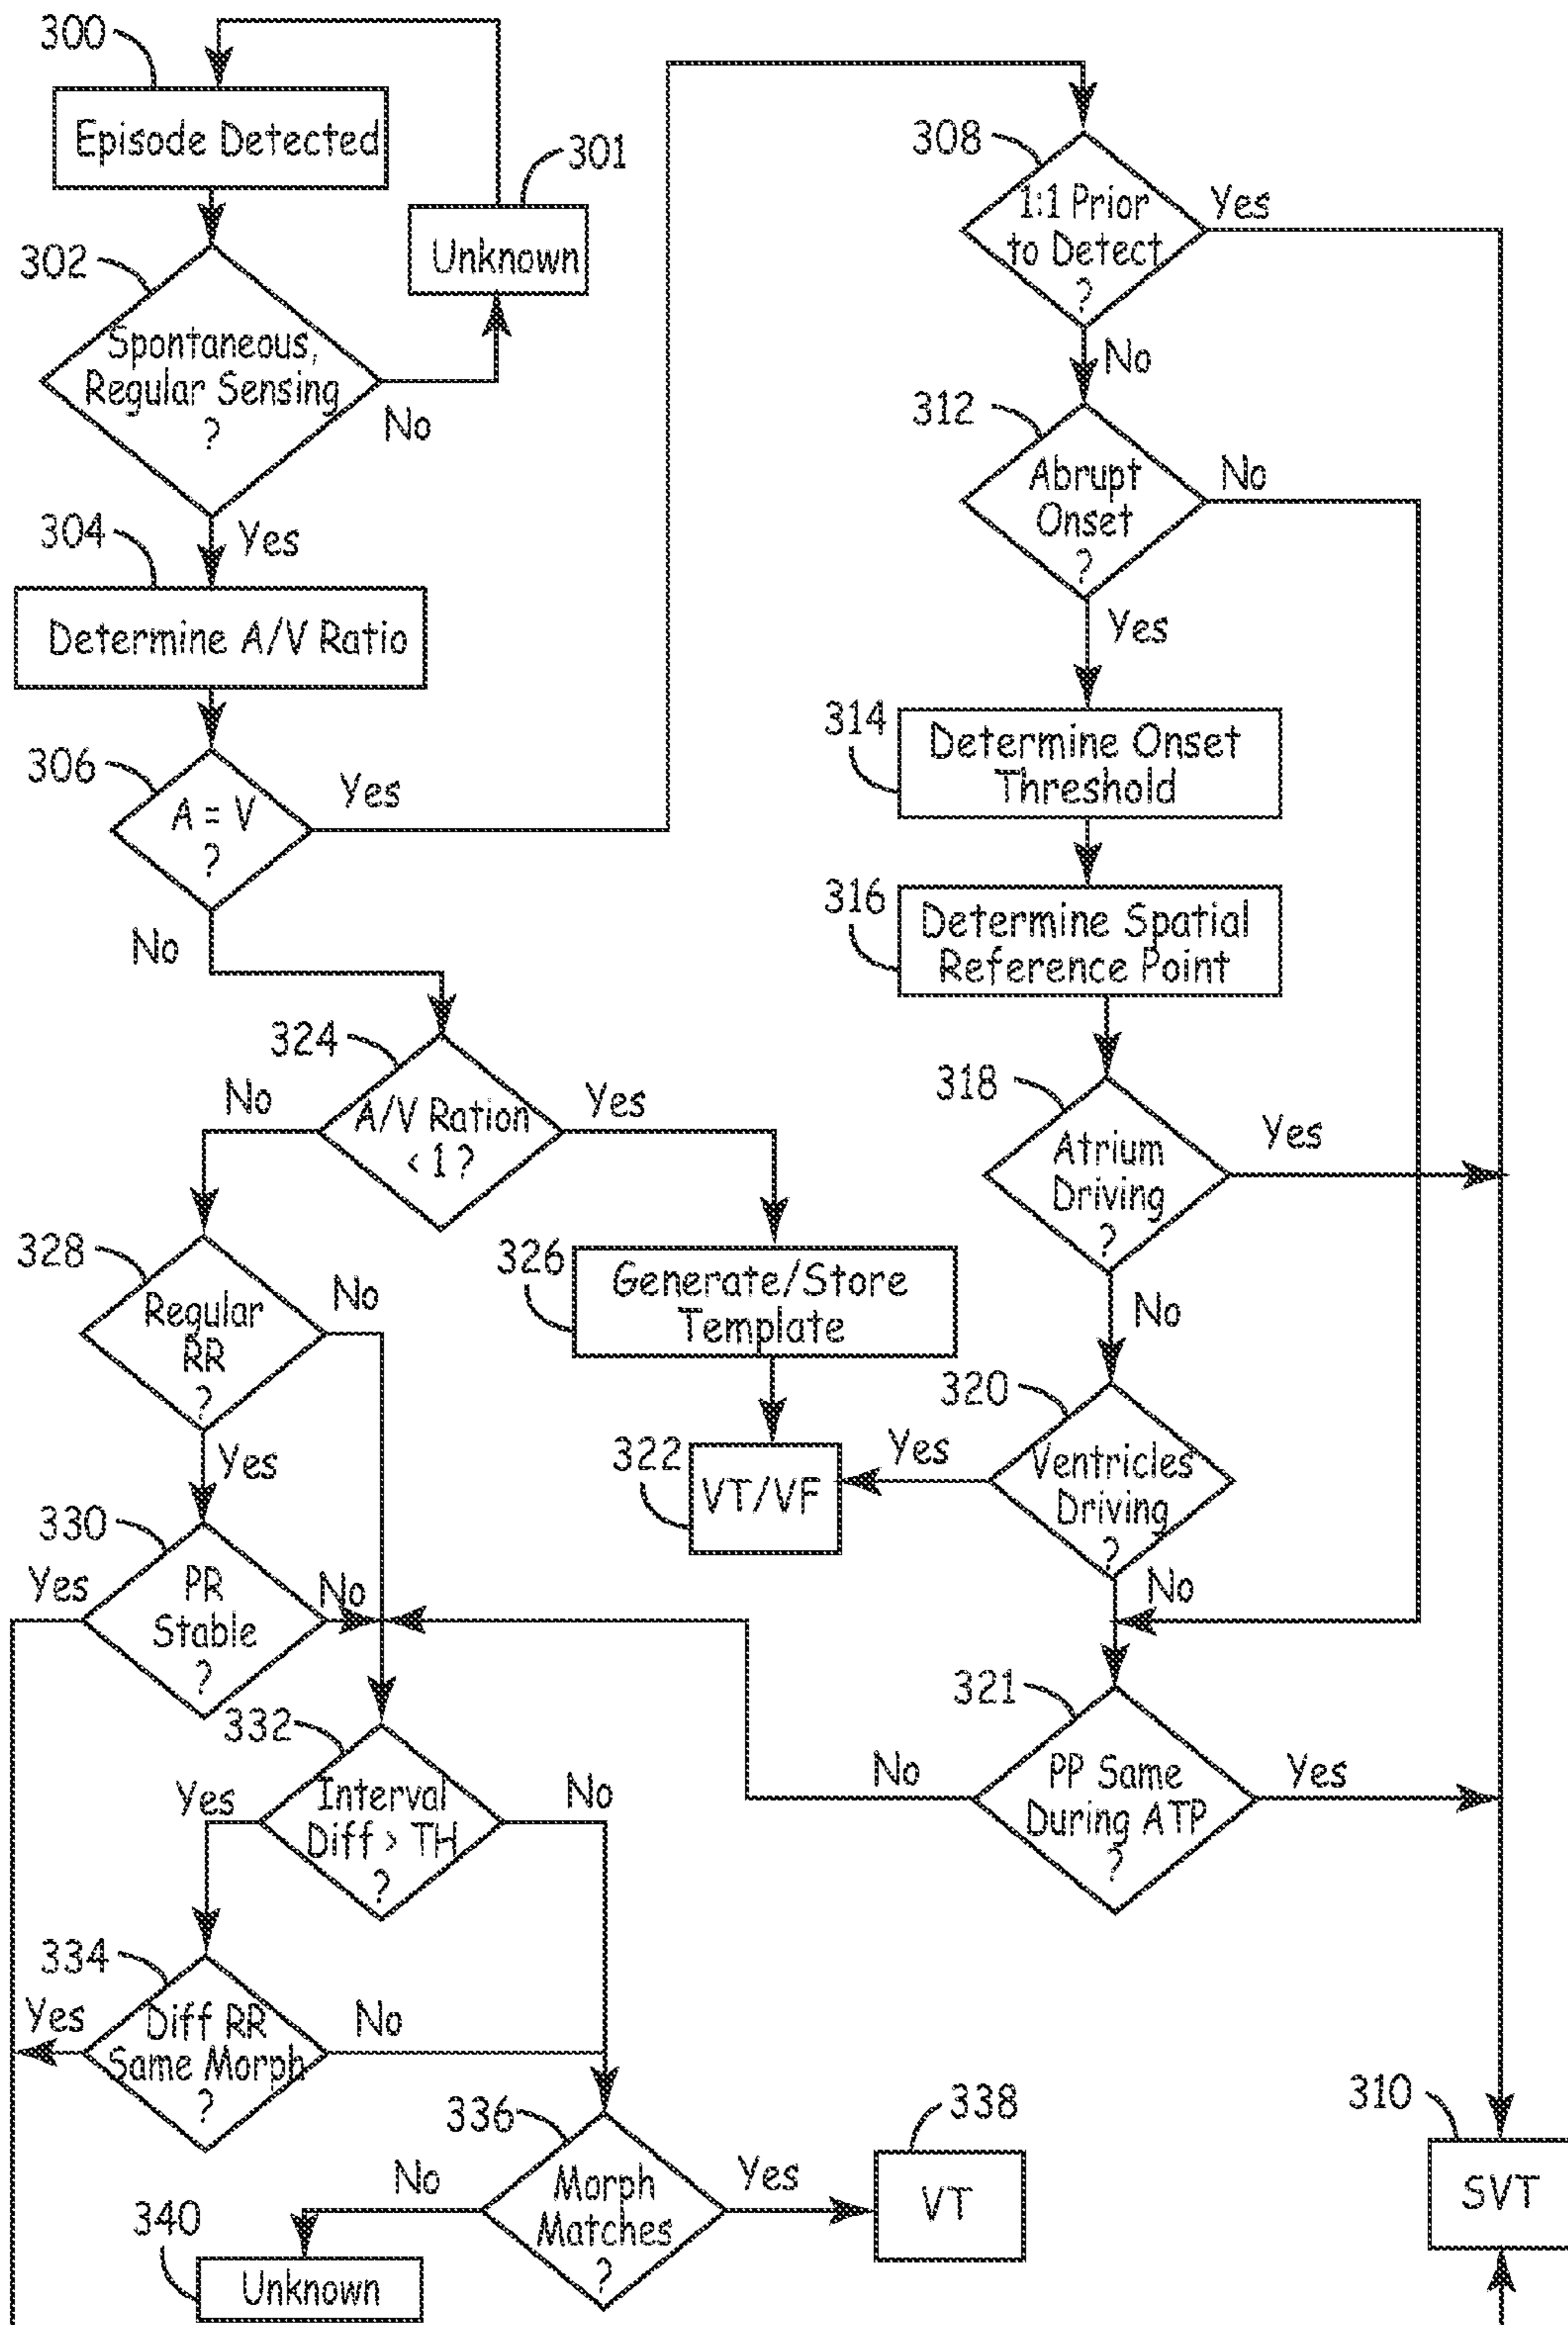 300
Episode Detected
301
Unknown
302
Spontaneous,
Regular Sensing
?
No
Yes
304
Determine A/V Ratio
306
A = V
?
Yes
No
308
1:1 Prior
to Detect
?
Yes
No
312
Abrupt
Onset
?
No
Yes
314
Determine Onset
Threshold
316
Determine Spatial
Reference Point
318
Atrium
Driving
?
Yes
No
320
Ventricles
Driving
?
Yes
No
321
PP Same
During ATP
?
No
Yes
324
A/V Ration
< 1 ?
No
Yes
326
Generate/Store
Template
322
VT/VF
328
Regular
RR
?
No
Yes
330
PR
Stable
?
Yes
No
332
Interval
Diff > TH
?
Yes
No
334
Diff RR
Same Morph
?
Yes
No
336
Morph
Matches
?
No
Yes
338
VT
340
Unknown
310
SVT